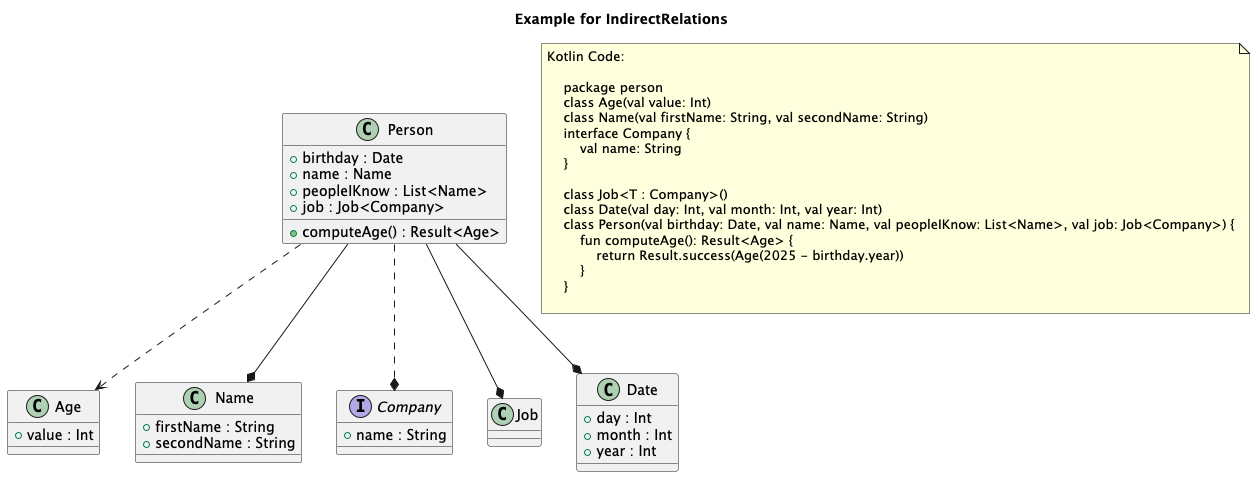 Example for IndirectRelations
Kotlin Code:
package person
class Age(val value: Int)
class Name(val firstName: String, val secondName: String)
interface Company {
val name: String
}
class Job<T : Company>()
class Date(val day: Int, val month: Int, val year: Int)
class Person(val birthday: Date, val name: Name, val peopleIKnow: List<Name>, val job: Job<Company>) {
fun computeAge(): Result<Age> {
return Result.success(Age(2025 - birthday.year))
}
}
C Person
birthday : Date
name : Name
peopleIKnow : List<Name>
job : Job<Company>
computeAge() : Result<Age>
C Age
value : Int
C Name
firstName : String
secondName : String
I Company
name : String
C Job
C Date
day : Int
month : Int
year : Int